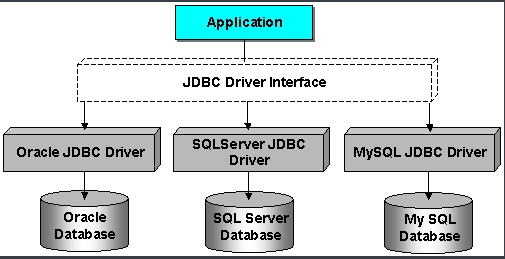 Application
JDBC Driver Interface
Oracle JDBC Driver
SQLServer JDBC
Driver
MySQL JDBC Driver
Oracle
Database
SQL Server
Database
My SQL
Database